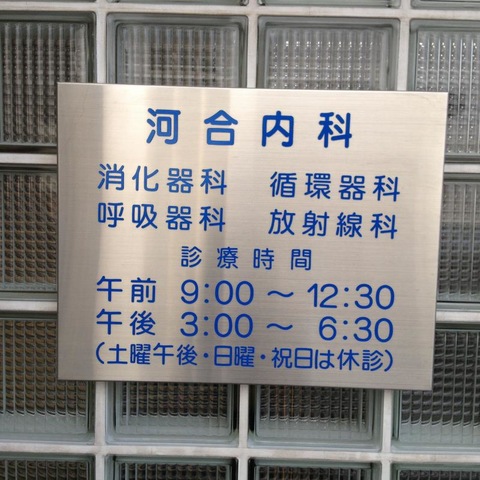 河合内科
消化器科 循環器科
呼吸器科 放射線科
診療時間
午前 9:00 ～ 12:30
午後 3:00 ～ 6:30
(土曜午後・日曜・祝日は休診)